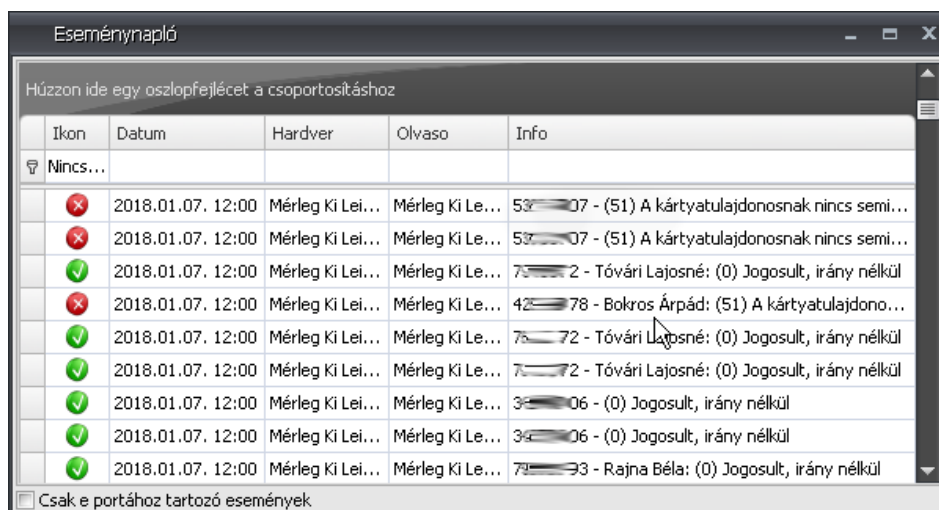 Eseménynapló
Húzzon ide egy oszlopfejlécet a csoportosításhoz
Ikon Datum Hardver Olvaso Info
Nincs...
2018.01.07. 12:00 Mérleg Ki Lei... Mérleg Ki Le... 07 - (51) A kártyatulajdonosnak nincs semi...
2018.01.07. 12:00 Mérleg Ki Lei... Mérleg Ki Le... 07 - (51) A kártyatulajdonosnak nincs semi...
2018.01.07. 12:00 Mérleg Ki Lei... Mérleg Ki Le... 2 - Tóvári Lajosné: (0) Jogosult, irány nélkül
2018.01.07. 12:00 Mérleg Ki Lei... Mérleg Ki Le... 42 78 - Bokros Árpád: (51) A kártyatulajdono...
2018.01.07. 12:00 Mérleg Ki Lei... Mérleg Ki Le... 72 - Tóvári Lajosné: (0) Jogosult, irány nélkül
2018.01.07. 12:00 Mérleg Ki Lei... Mérleg Ki Le... 72 - Tóvári Lajosné: (0) Jogosult, irány nélkül
2018.01.07. 12:00 Mérleg Ki Lei... Mérleg Ki Le... 06 - (0) Jogosult, irány nélkül
2018.01.07. 12:00 Mérleg Ki Lei... Mérleg Ki Le... 06 - (0) Jogosult, irány nélkül
2018.01.07. 12:00 Mérleg Ki Lei... Mérleg Ki Le... 93 - Rajna Béla: (0) Jogosult, irány nélkül
Csak e portához tartozó események